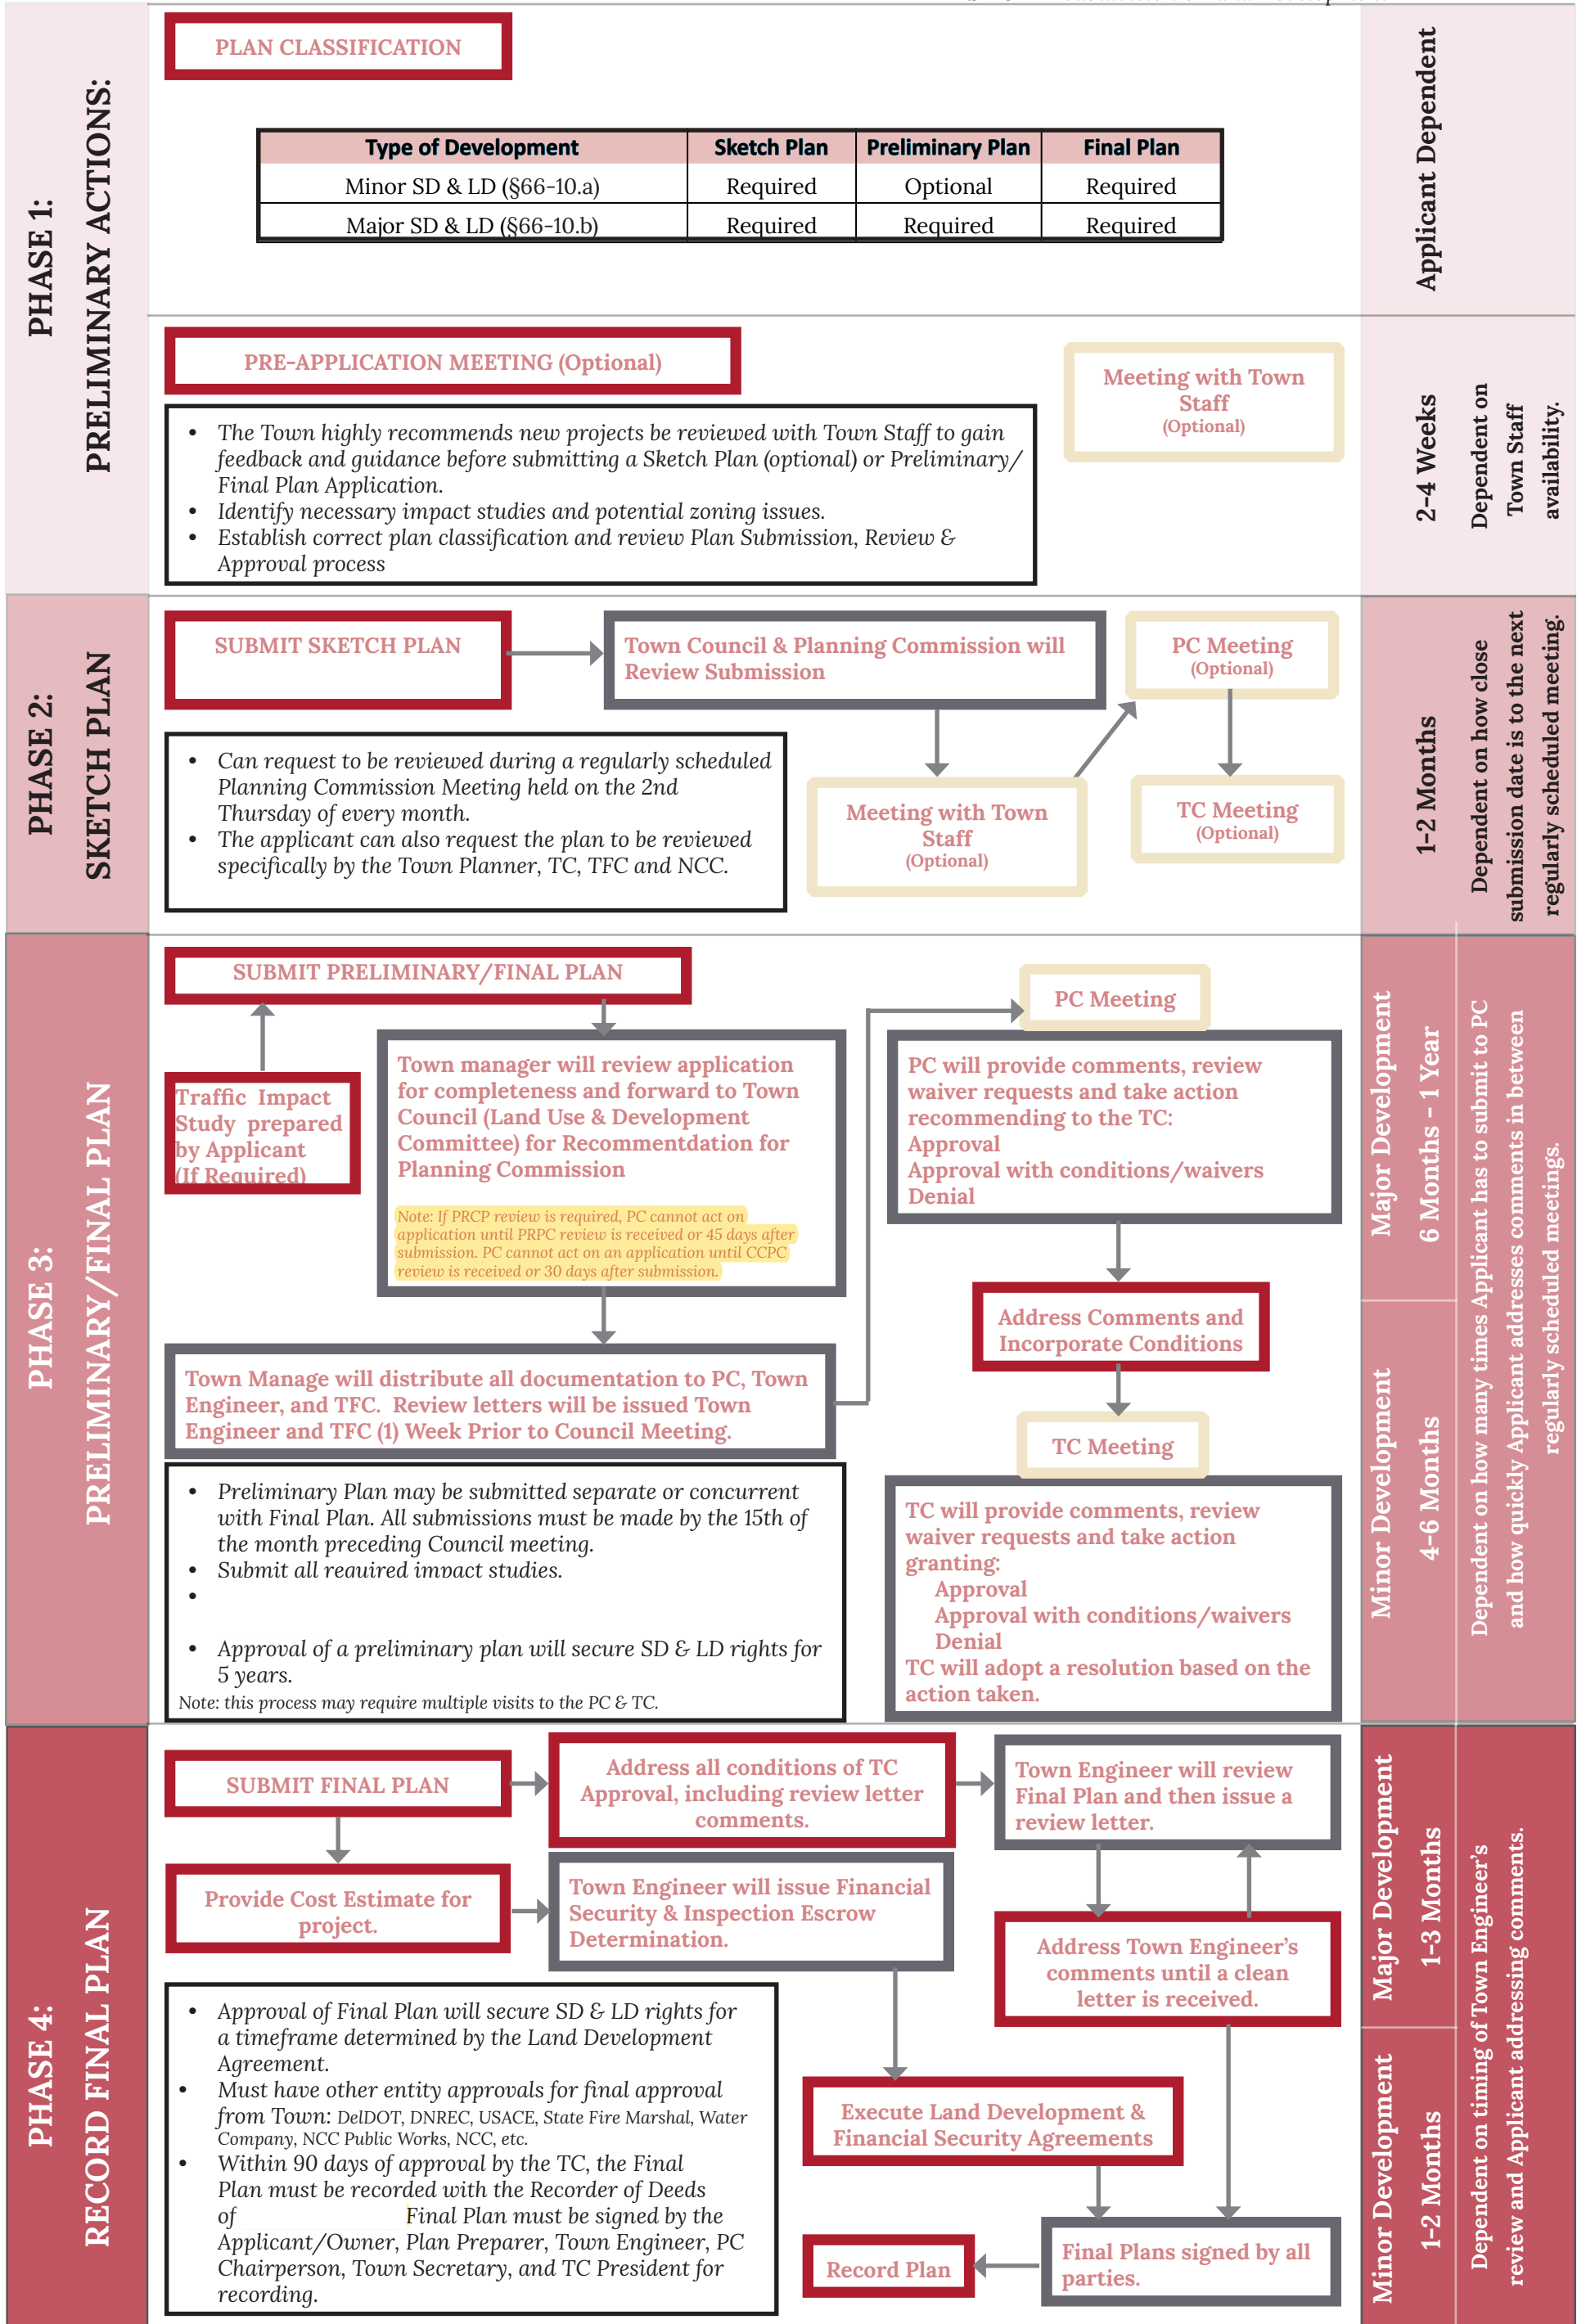 PHASE 1:
PRELIMINARY ACTIONS:
PLAN CLASSIFICATION
Type of Development Sketch Plan Preliminary Plan Final Plan
Minor SD & LD (§66-10.a) Required Optional Required
Major SD & LD (§66-10.b) Required Required Required
Applicant Dependent
PRE-APPLICATION MEETING (Optional)
• The Town highly recommends new projects be reviewed with Town Staff to gain
feedback and guidance before submitting a Sketch Plan (optional) or Preliminary/
Final Plan Application.
• Identify necessary impact studies and potential zoning issues.
• Establish correct plan classification and review Plan Submission, Review &
Approval process
Meeting with Town
Staff
(Optional)
2-4 Weeks
Dependent on
Town Staff
availability.
PHASE 2:
SKETCH PLAN
SUBMIT SKETCH PLAN
Town Council & Planning Commission will
Review Submission
PC Meeting
(Optional)
• Can request to be reviewed during a regularly scheduled
Planning Commission Meeting held on the 2nd
Thursday of every month.
• The applicant can also request the plan to be reviewed
specifically by the Town Planner, TC, TFC and NCC.
Meeting with Town
Staff
(Optional)
TC Meeting
(Optional)
1-2 Months
Dependent on how close
submission date is to the next
regularly scheduled meeting.
PHASE 3:
PRELIMINARY/FINAL PLAN
SUBMIT PRELIMINARY/FINAL PLAN
Traffic Impact
Study prepared
by Applicant
(If Required)
Town manager will review application
for completeness and forward to Town
Council (Land Use & Development
Committee) for Recommentdation for
Planning Commission
Note: If PRCP review is required, PC cannot act on
application until PRPC review is received or 45 days after
submission. PC cannot act on an application until CCPC
review is received or 30 days after submission.
Town Manage will distribute all documentation to PC, Town
Engineer, and TFC. Review letters will be issued Town
Engineer and TFC (1) Week Prior to Council Meeting.
• Preliminary Plan may be submitted separate or concurrent
with Final Plan. All submissions must be made by the 15th of
the month preceding Council meeting.
• Submit all required impact studies.
•
• Approval of a preliminary plan will secure SD & LD rights for
5 years.
Note: this process may require multiple visits to the PC & TC.
PC Meeting
PC will provide comments, review
waiver requests and take action
recommending to the TC:
Approval
Approval with conditions/waivers
Denial
Address Comments and
Incorporate Conditions
TC Meeting
TC will provide comments, review
waiver requests and take action
granting:
Approval
Approval with conditions/waivers
Denial
TC will adopt a resolution based on the
action taken.
Major Development
6 Months - 1 Year
Minor Development
4-6 Months
Dependent on how many times Applicant has to submit to PC
and how quickly Applicant addresses comments in between
regularly scheduled meetings.
PHASE 4:
RECORD FINAL PLAN
SUBMIT FINAL PLAN
Address all conditions of TC
Approval, including review letter
comments.
Town Engineer will review
Final Plan and then issue a
review letter.
Provide Cost Estimate for
project.
Town Engineer will issue Financial
Security & Inspection Escrow
Determination.
Address Town Engineer's
comments until a clean
letter is received.
• Approval of Final Plan will secure SD & LD rights for
a timeframe determined by the Land Development
Agreement.
• Must have other entity approvals for final approval
from Town: DelDOT, DNREC, USACE, State Fire Marshal, Water
Company, NCC Public Works, NCC, etc.
• Within 90 days of approval by the TC, the Final
Plan must be recorded with the Recorder of Deeds
of Final Plan must be signed by the
Applicant/Owner, Plan Preparer, Town Engineer, PC
Chairperson, Town Secretary, and TC President for
recording.
Execute Land Development &
Financial Security Agreements
Final Plans signed by all
parties.
Record Plan
Major Development
1-3 Months
Minor Development
1-2 Months
Dependent on timing of Town Engineer's
review and Applicant addressing comments.